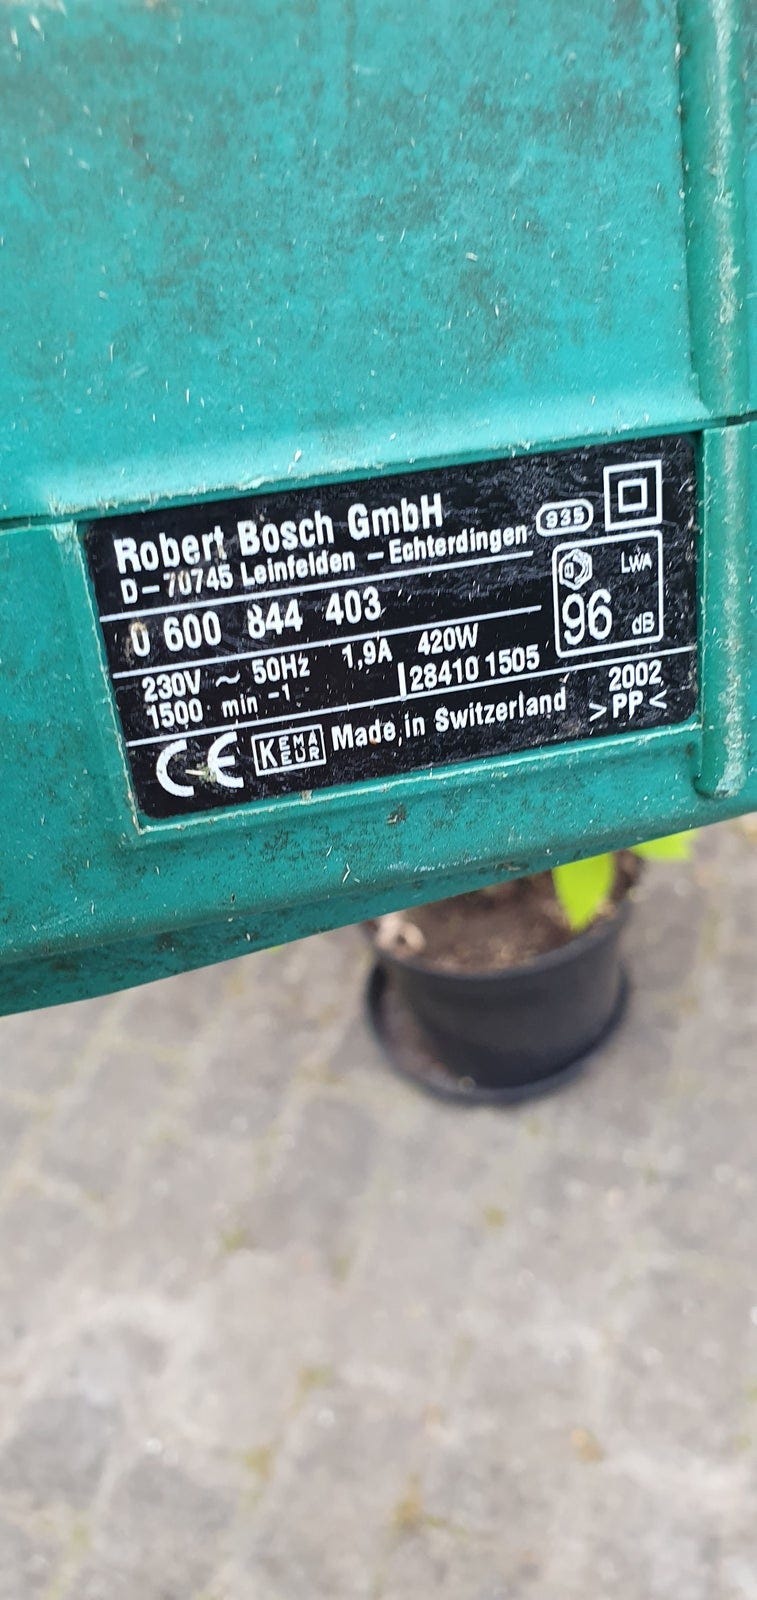 Robert Bosch GmbH
D-70745 Leinfelden - Echterdingen
935
0 600 844 403
LWA
96 dB
230V ~ 50Hz 1,9A 420W
1500 min -1
28410 1505
CE KEMA EUR Made in Switzerland
2002
>PP<